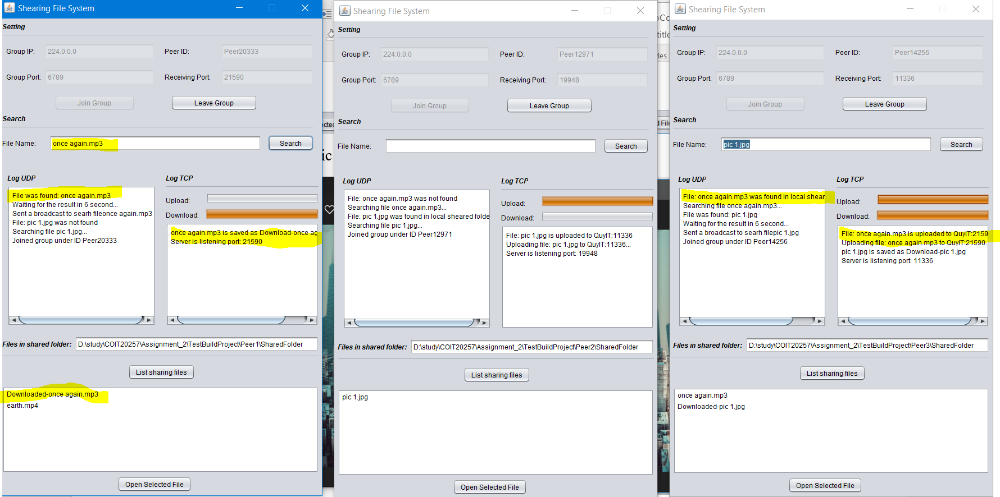 Shearing File System
Setting
Group IP: 224.0.0.0 Peer ID: Peer20333
Group Port: 6789 Receiving Port: 21590
Join Group Leave Group
Search
File Name: once again.mp3 Search
Log UDP Log TCP
File was found: once again.mp3
Waiting for the result in 6 second...
Sent a broadcast to searh fileonce again.mp3
File: pic 1.jpg was not found
Searching file pic 1.jpg...
Joined group under ID Peer20333
Upload:
Download:
once again.mp3 is saved as Download-once ag
Server is listening port: 21590
Files in shared folder: D:\study\COIT20257\Assignment_2\TestBuildProject\Peer1\SharedFolder
List sharing files
Downloaded-once again.mp3
earth.mp4
Open Selected File
ected
ic
Shearing File System
Setting
Group IP: 224.0.0.0 Peer ID: Peer12971
Group Port: 6789 Receiving Port: 19948
Join Group Leave Group
Search
File Name: Search
Log UDP Log TCP
File: once again.mp3 was not found
Searching file once again.mp3...
File: pic 1.jpg was found in local sheared folde
Searching file pic 1.jpg...
Joined group under ID Peer12971
Upload:
Download:
File: pic 1.jpg is uploaded to QuyIT:11336
Uploading file: pic 1.jpg to QuyIT:11336...
Server is listening port: 19948
Files in shared folder: D:\study\COIT20257\Assignment_2\TestBuildProject\Peer2\SharedFolder
List sharing files
pic 1.jpg
Open Selected File
itle
les
d File
Shearing File System
Setting
Group IP: 224.0.0.0 Peer ID: Peer14256
Group Port: 6789 Receiving Port: 11336
Join Group Leave Group
Search
File Name: pic 1.jpg Search
Log UDP Log TCP
File: once again.mp3 was found in local shear
Searching file once again.mp3...
File was found: pic 1.jpg
Waiting for the result in 6 second...
Sent a broadcast to searh filepic 1.jpg
Joined group under ID Peer14256
Upload:
Download:
File: once again.mp3 is uploaded to QuyIT:2159
Uploading file: once again.mp3 to QuyIT:21590.
pic 1.jpg is saved as Download-pic 1.jpg
Server is listening port: 11336
Files in shared folder: D:\study\COIT20257\Assignment_2\TestBuildProject\Peer3\SharedFolder
List sharing files
once again.mp3
Downloaded-pic 1.jpg
Open Selected File